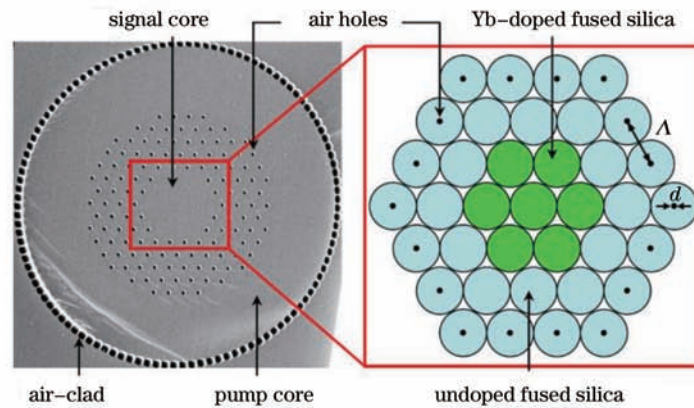 signal core
air holes
Yb-doped fused silica
Λ
d
air-clad
pump core
undoped fused silica